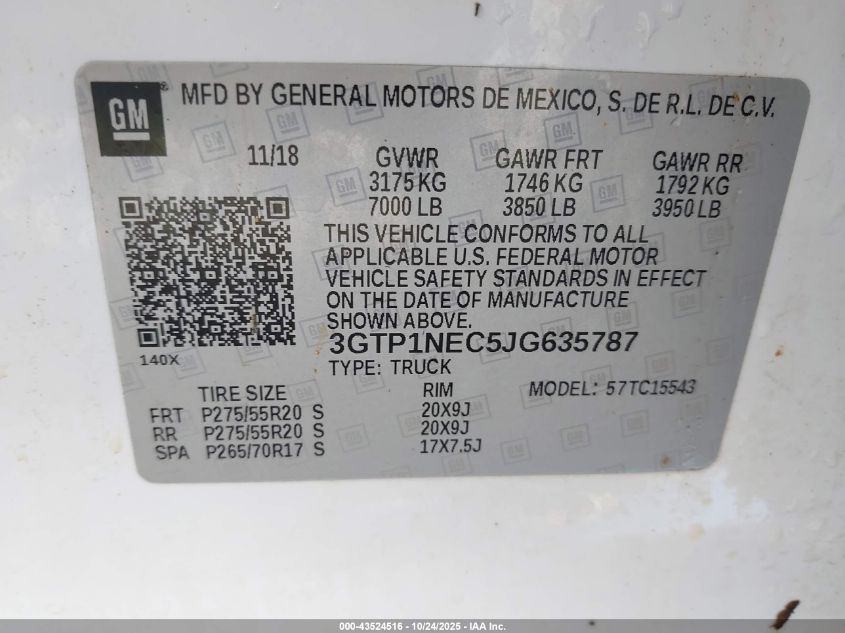 GM
MFD BY GENERAL MOTORS DE MEXICO, S. DE R.L. DE C.V.
11/18 GVWR GAWR FRT GAWR RR
3175 KG 1746 KG 1792 KG
7000 LB 3850 LB 3950 LB
THIS VEHICLE CONFORMS TO ALL
APPLICABLE U.S. FEDERAL MOTOR
VEHICLE SAFETY STANDARDS IN EFFECT
ON THE DATE OF MANUFACTURE
SHOWN ABOVE.
3GTP1NEC5JG635787
140X
TYPE: TRUCK
TIRE SIZE RIM MODEL: 57TC15543
FRT P275/55R20 S 20X9J
RR P275/55R20 S 20X9J
SPA P265/70R17 S 17X7.5J
000-43524516 - 10/24/2025 - IAA Inc.